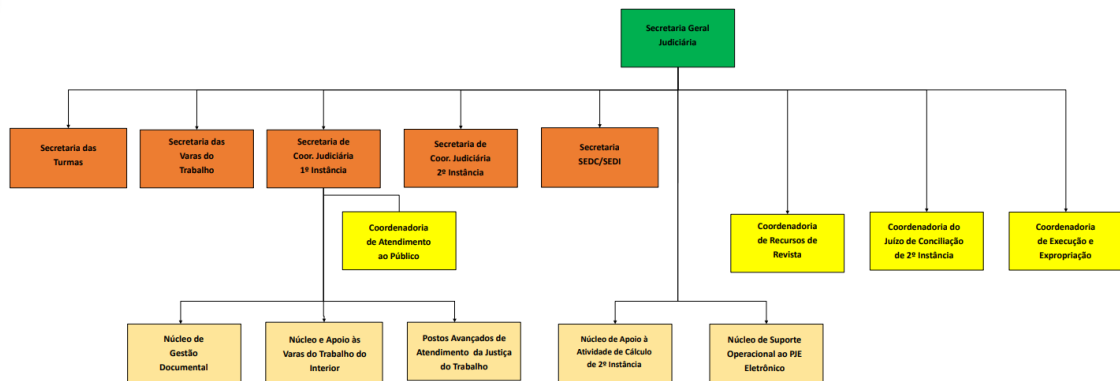 Secretaria Geral
Judiciária
Secretaria das
Turmas
Secretaria das
Varas do
Trabalho
Secretaria de
Coor. Judiciária
1º Instância
Secretaria de
Coor. Judiciária
2º Instância
Secretaria
SEDC/SEDI
Coordenadoria
de Atendimento
ao Público
Coordenadoria
de Recursos de
Revista
Coordenadoria do
Juízo de Conciliação
de 2º Instância
Coordenadoria
de Execução e
Expropriação
Núcleo de
Gestão
Documental
Núcleo e Apoio às
Varas do Trabalho do
Interior
Postos Avançados de
Atendimento da Justiça
do Trabalho
Núcleo de Apoio à
Atividade de Cálculo
de 2º Instância
Núcleo de Suporte
Operacional ao PJE
Eletrônico